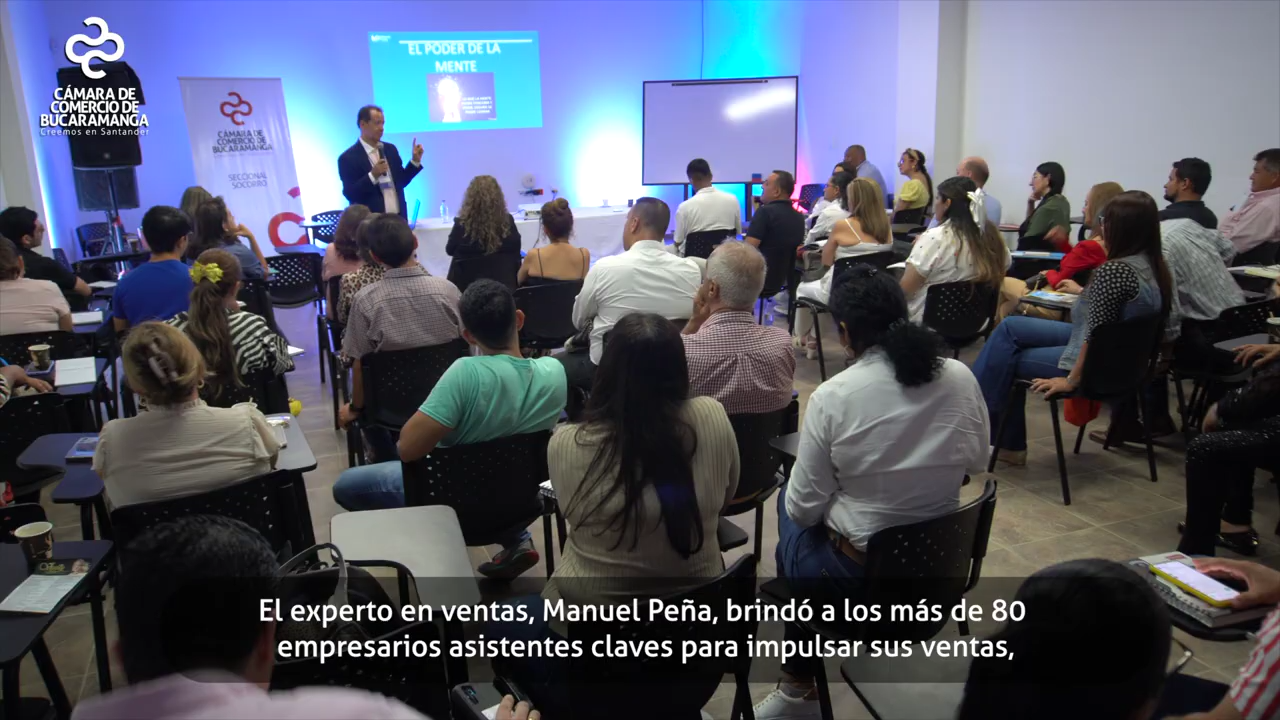 CÁMARA DE
COMERCIO DE
BUCARAMANGA
Creemos en Santander
EL PODER DE LA
MENTE
CÁMARA DE
COMERCIO DE
BUCARAMANGA
SECCIONAL
SOCORRO
El experto en ventas, Manuel Peña, brindó a los más de 80
empresarios asistentes claves para impulsar sus ventas,